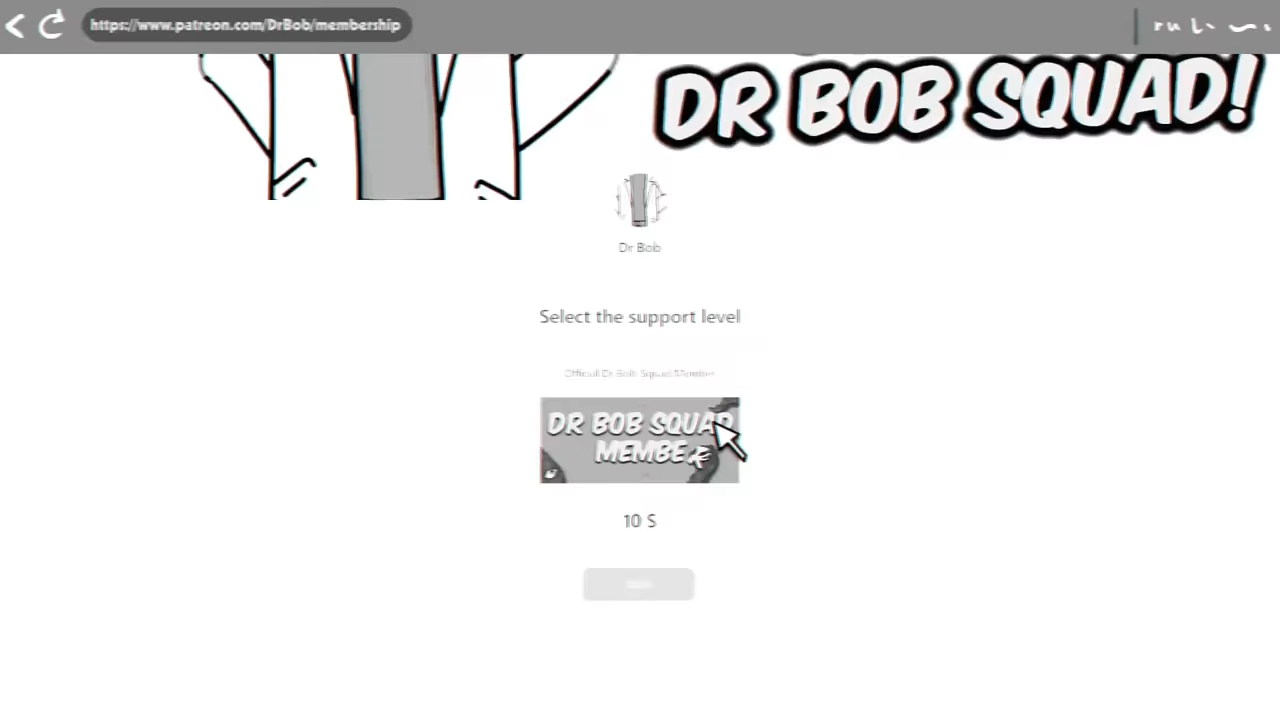 https://www.patreon.com/DrBob/membership
DR BOB SQUAD!
Dr Bob
Select the support level
Official Dr Bob Squad Member
DR BOB SQUAD
MEMBER
10 $